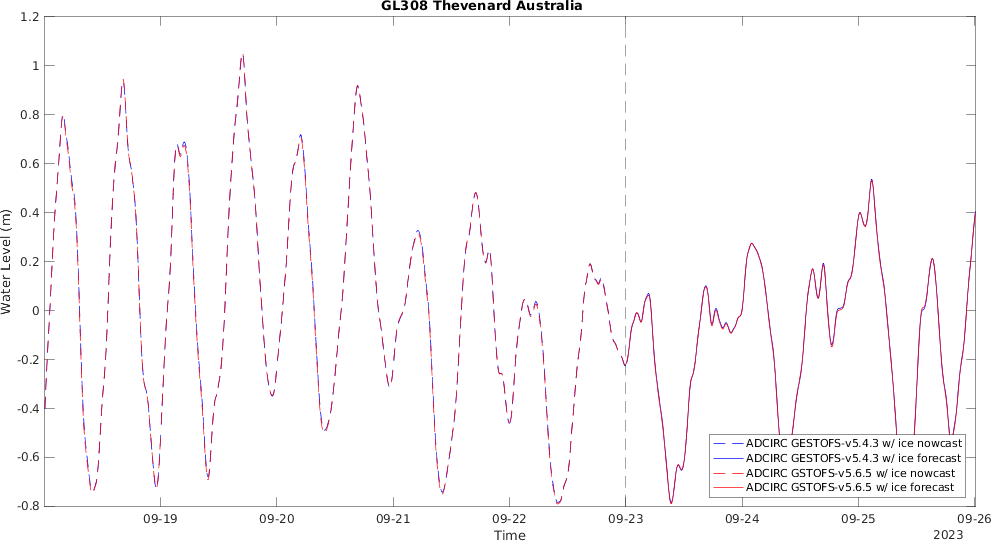 GL308 Thevenard Australia
1.2
1
0.8
0.6
0.4
0.2
0
-0.2
-0.4
-0.6
-0.8
Water Level (m)
ADCIRC GESTOFS-v5.4.3 w/ ice nowcast
ADCIRC GESTOFS-v5.4.3 w/ ice forecast
ADCIRC GSTOFS-v5.6.5 w/ ice nowcast
ADCIRC GSTOFS-v5.6.5 w/ ice forecast
09-19 09-20 09-21 09-22 09-23 09-24 09-25 09-26
Time
2023